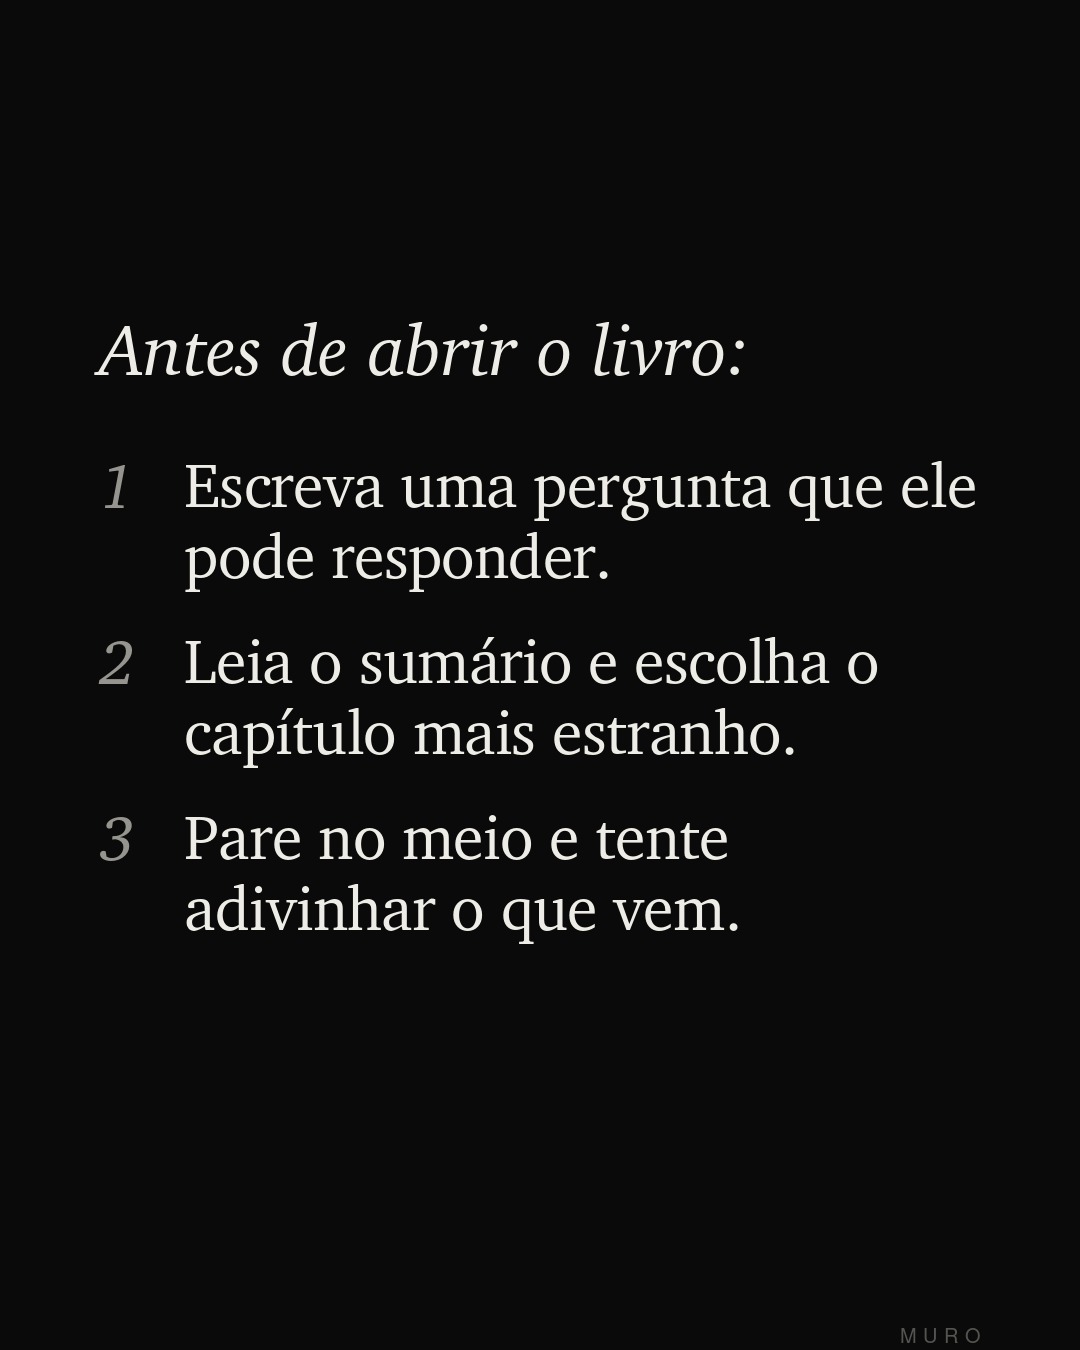 Antes de abrir o livro:
1 Escreva uma pergunta que ele
pode responder.
2 Leia o sumário e escolha o
capítulo mais estranho.
3 Pare no meio e tente
adivinhar o que vem.
MURO